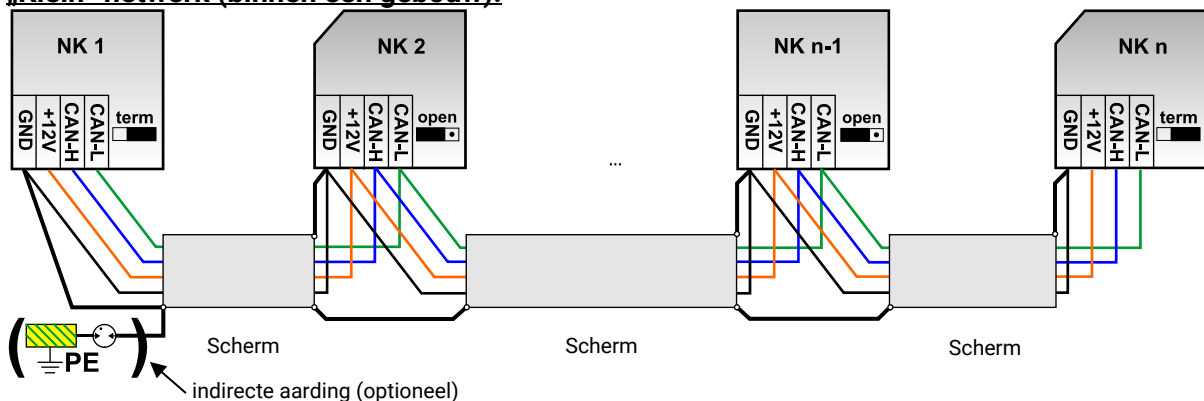 „Klein“ netwerk (binnen een gebouw):
NK 1
NK 2
NK n-1
NK n
GND
+12V
CAN-H
CAN-L
term
GND
+12V
CAN-H
CAN-L
open
...
GND
+12V
CAN-H
CAN-L
open
GND
+12V
CAN-H
CAN-L
term
Scherm
Scherm
Scherm
( PE )
indirecte aarding (optioneel)